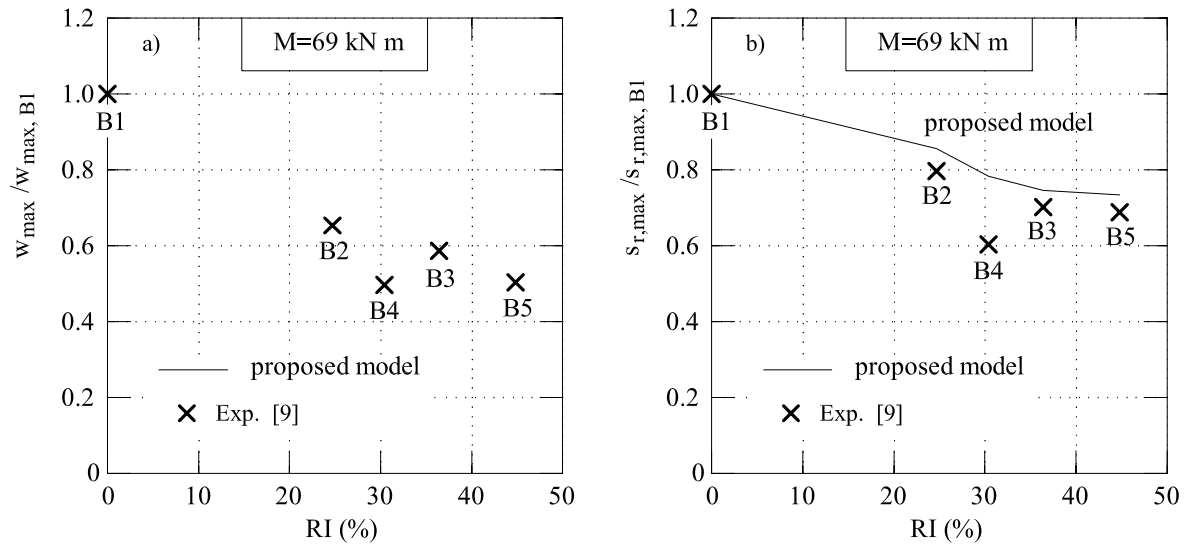 1.2
a)
M=69 kN m
1.0
B1
0.8
w_max /w_max, B1
B2
0.6
B3
B4
B5
0.4
proposed model
0.2
Exp. [9]
0
0 10 20 30 40 50
RI (%)
1.2
b)
M=69 kN m
1.0
B1
proposed model
0.8
s_r,max /s_r,max, B1
B2
B3
B5
0.6
B4
0.4
proposed model
0.2
Exp. [9]
0
0 10 20 30 40 50
RI (%)